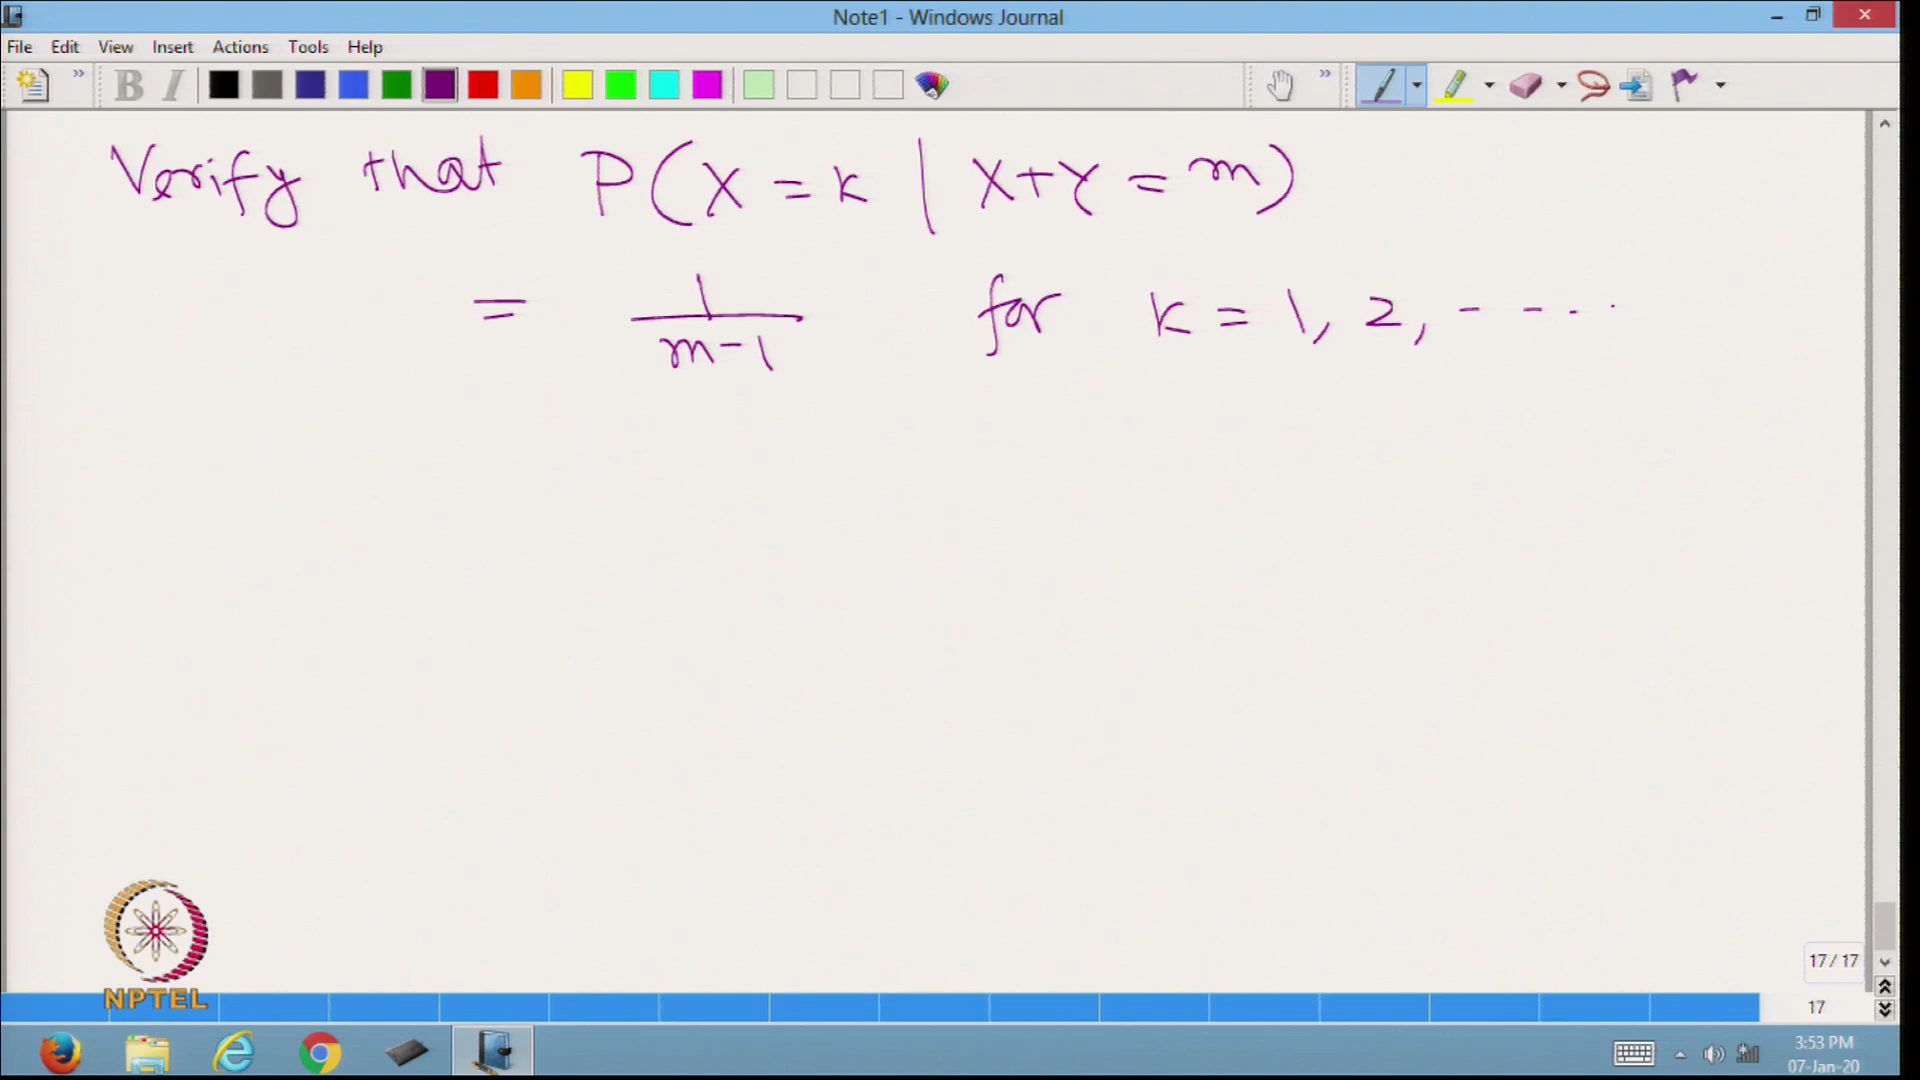 Note1 - Windows Journal
File Edit View Insert Actions Tools Help
B I
Verify that P(X = k | X+Y = m)
= 1/(m-1) for k = 1, 2, - - - ·
NPTEL
17 / 17
17
3:53 PM
07-Jan-20